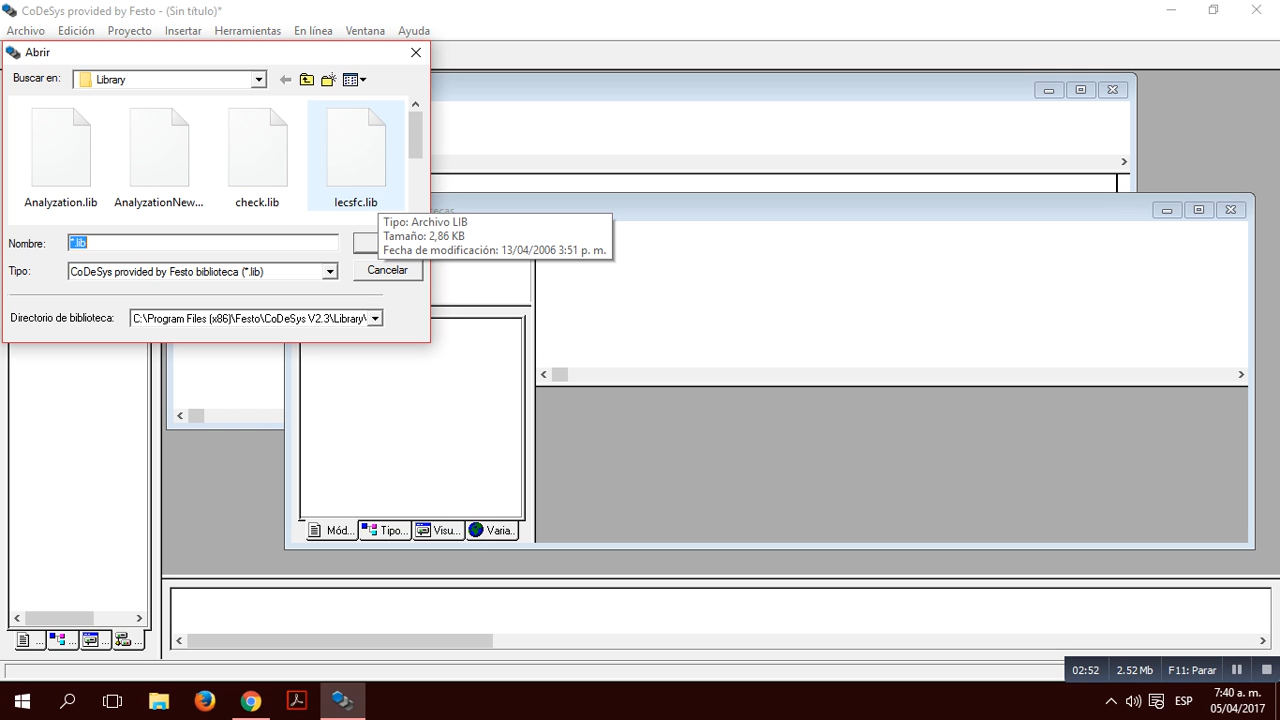 CoDeSys provided by Festo - (Sin título)*
Archivo Edición Proyecto Insertar Herramientas En línea Ventana Ayuda
Abrir
Buscar en: Library
Analyzation.lib AnalyzationNew... check.lib Iecsfc.lib
Tipo: Archivo LIB
Tamaño: 2,86 KB
Fecha de modificación: 13/04/2006 3:51 p. m.
Nombre: *.lib
Tipo: CoDeSys provided by Festo biblioteca (*.lib)
Cancelar
Directorio de biblioteca: C:\Program Files (x86)\Festo\CoDeSys V2.3\Library\
Mód... Tipo... Visu... Varia..
... ... ... ...
02:52 2.52 Mb F11: Parar
ESP
7:40 a. m.
05/04/2017